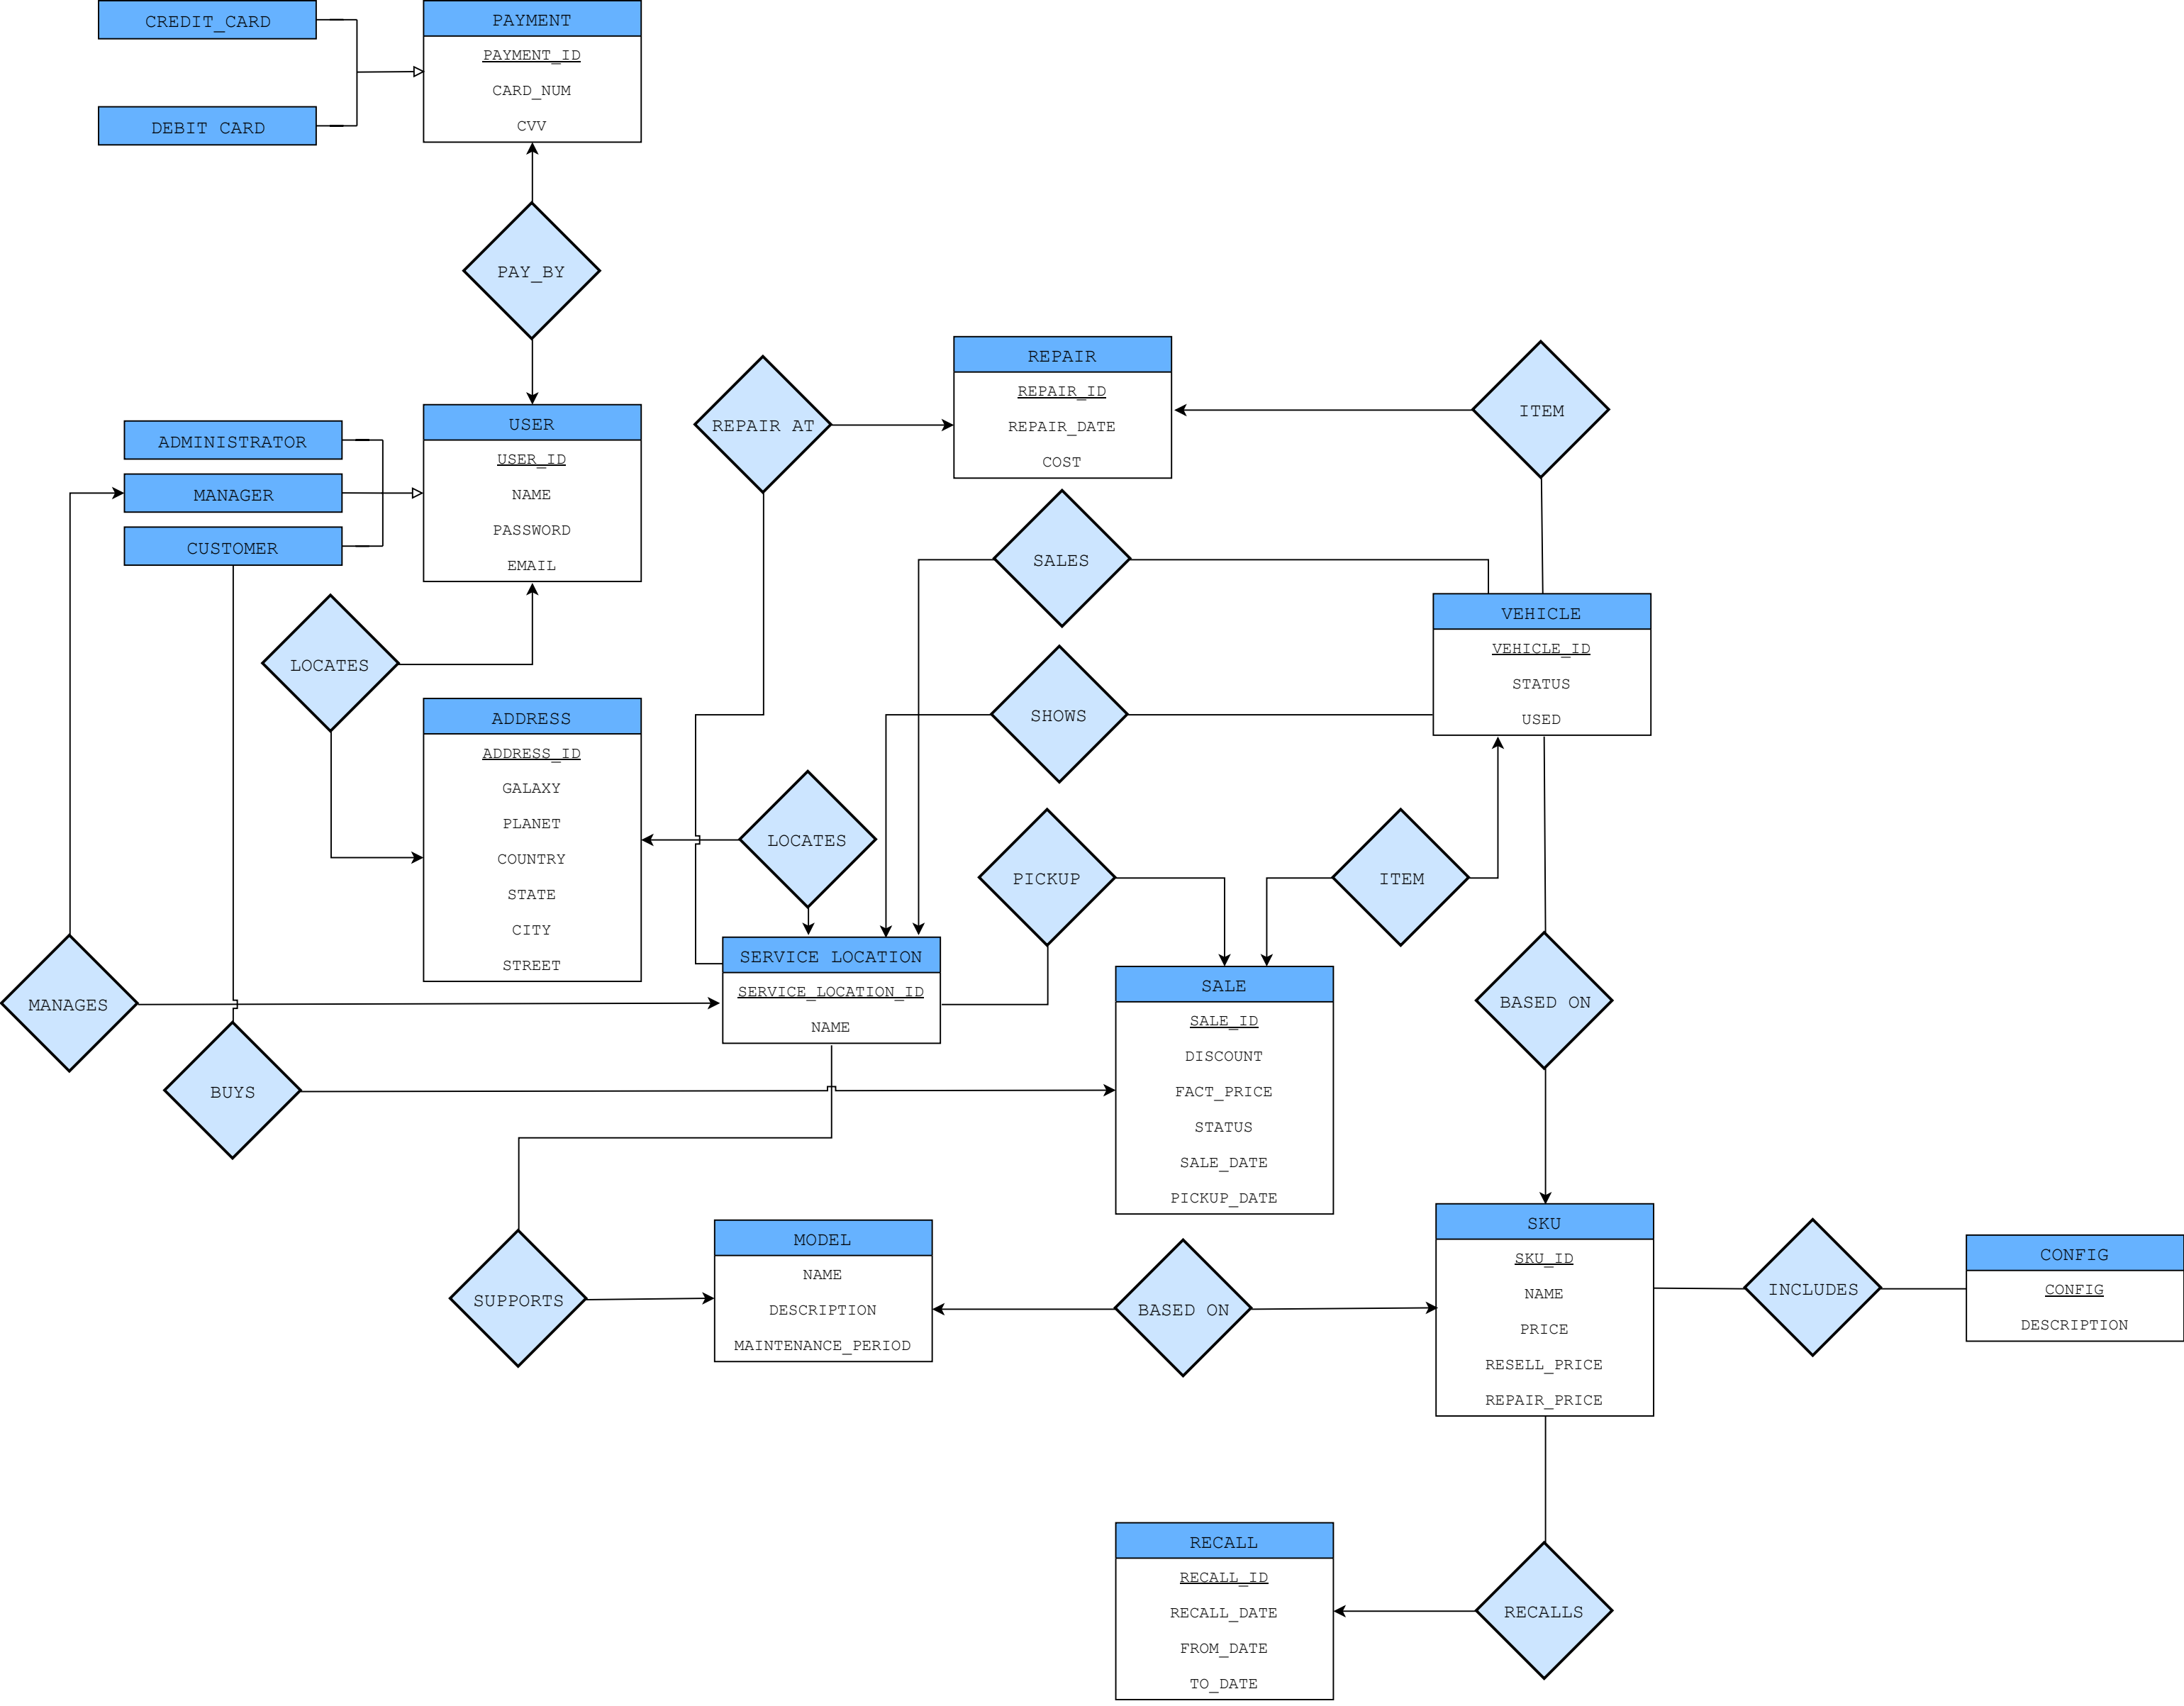 CREDIT_CARD
DEBIT CARD
PAYMENT
PAYMENT_ID
CARD_NUM
CVV
PAY_BY
ADMINISTRATOR
MANAGER
CUSTOMER
USER
USER_ID
NAME
PASSWORD
EMAIL
REPAIR AT
REPAIR
REPAIR_ID
REPAIR_DATE
COST
ITEM
SALES
SHOWS
VEHICLE
VEHICLE_ID
STATUS
USED
LOCATES
ADDRESS
ADDRESS_ID
GALAXY
PLANET
COUNTRY
STATE
CITY
STREET
LOCATES
PICKUP
ITEM
MANAGES
BUYS
SERVICE LOCATION
SERVICE_LOCATION_ID
NAME
SALE
SALE_ID
DISCOUNT
FACT_PRICE
STATUS
SALE_DATE
PICKUP_DATE
BASED ON
SUPPORTS
MODEL
NAME
DESCRIPTION
MAINTENANCE_PERIOD
BASED ON
SKU
SKU_ID
NAME
PRICE
RESELL_PRICE
REPAIR_PRICE
INCLUDES
CONFIG
CONFIG
DESCRIPTION
RECALL
RECALL_ID
RECALL_DATE
FROM_DATE
TO_DATE
RECALLS